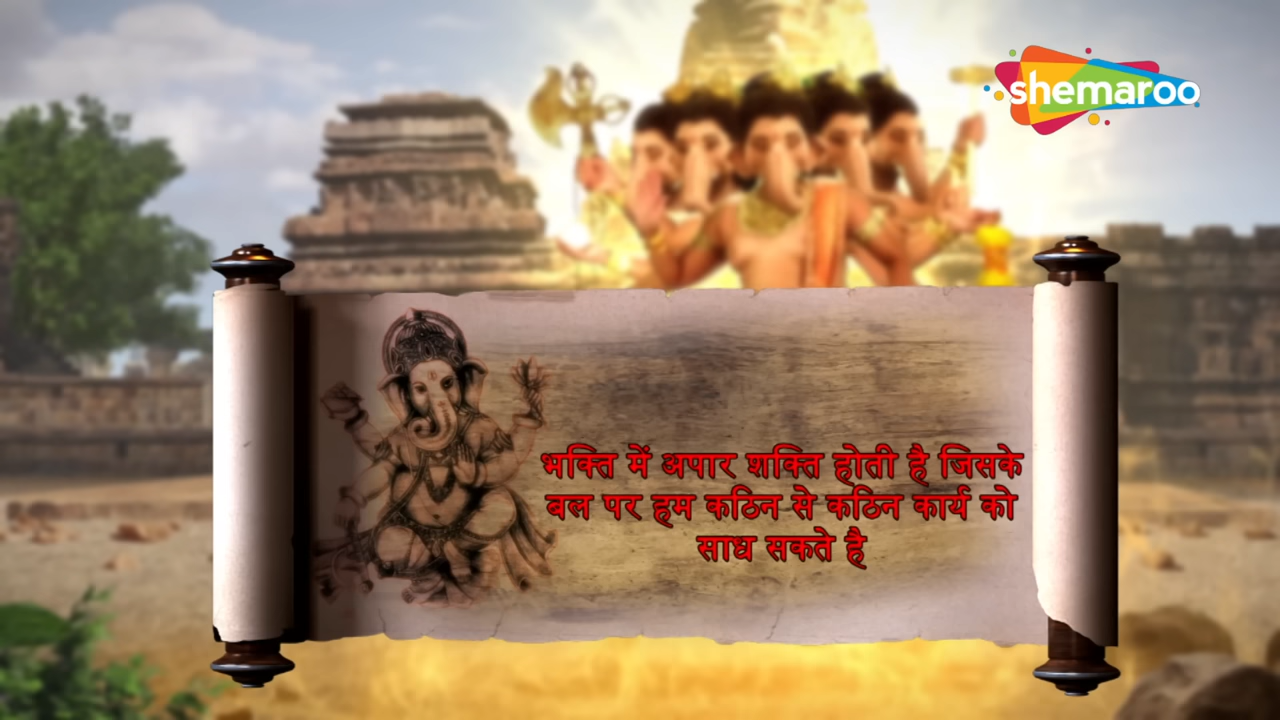 shemaroo
भक्ति में अपार शक्ति होती है जिसके
बल पर हम कठिन से कठिन कार्य को
साध सकते है